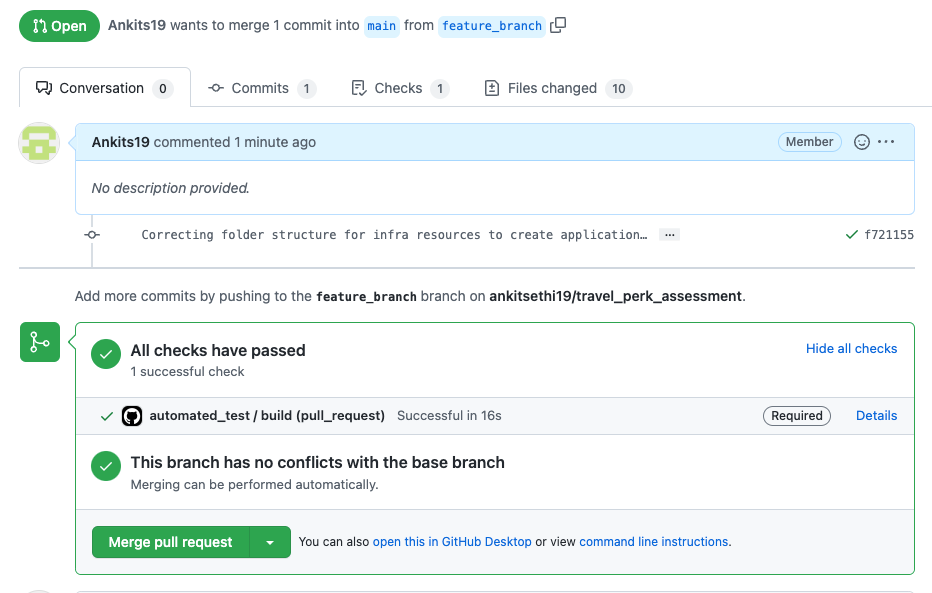 Open Ankits19 wants to merge 1 commit into main from feature_branch
Conversation 0 Commits 1 Checks 1 Files changed 10
Ankits19 commented 1 minute ago Member
No description provided.
Correcting folder structure for infra resources to create application… … f721155
Add more commits by pushing to the feature_branch branch on ankitsethi19/travel_perk_assessment.
All checks have passed Hide all checks
1 successful check
automated_test / build (pull_request) Successful in 16s Required Details
This branch has no conflicts with the base branch
Merging can be performed automatically.
Merge pull request You can also open this in GitHub Desktop or view command line instructions.